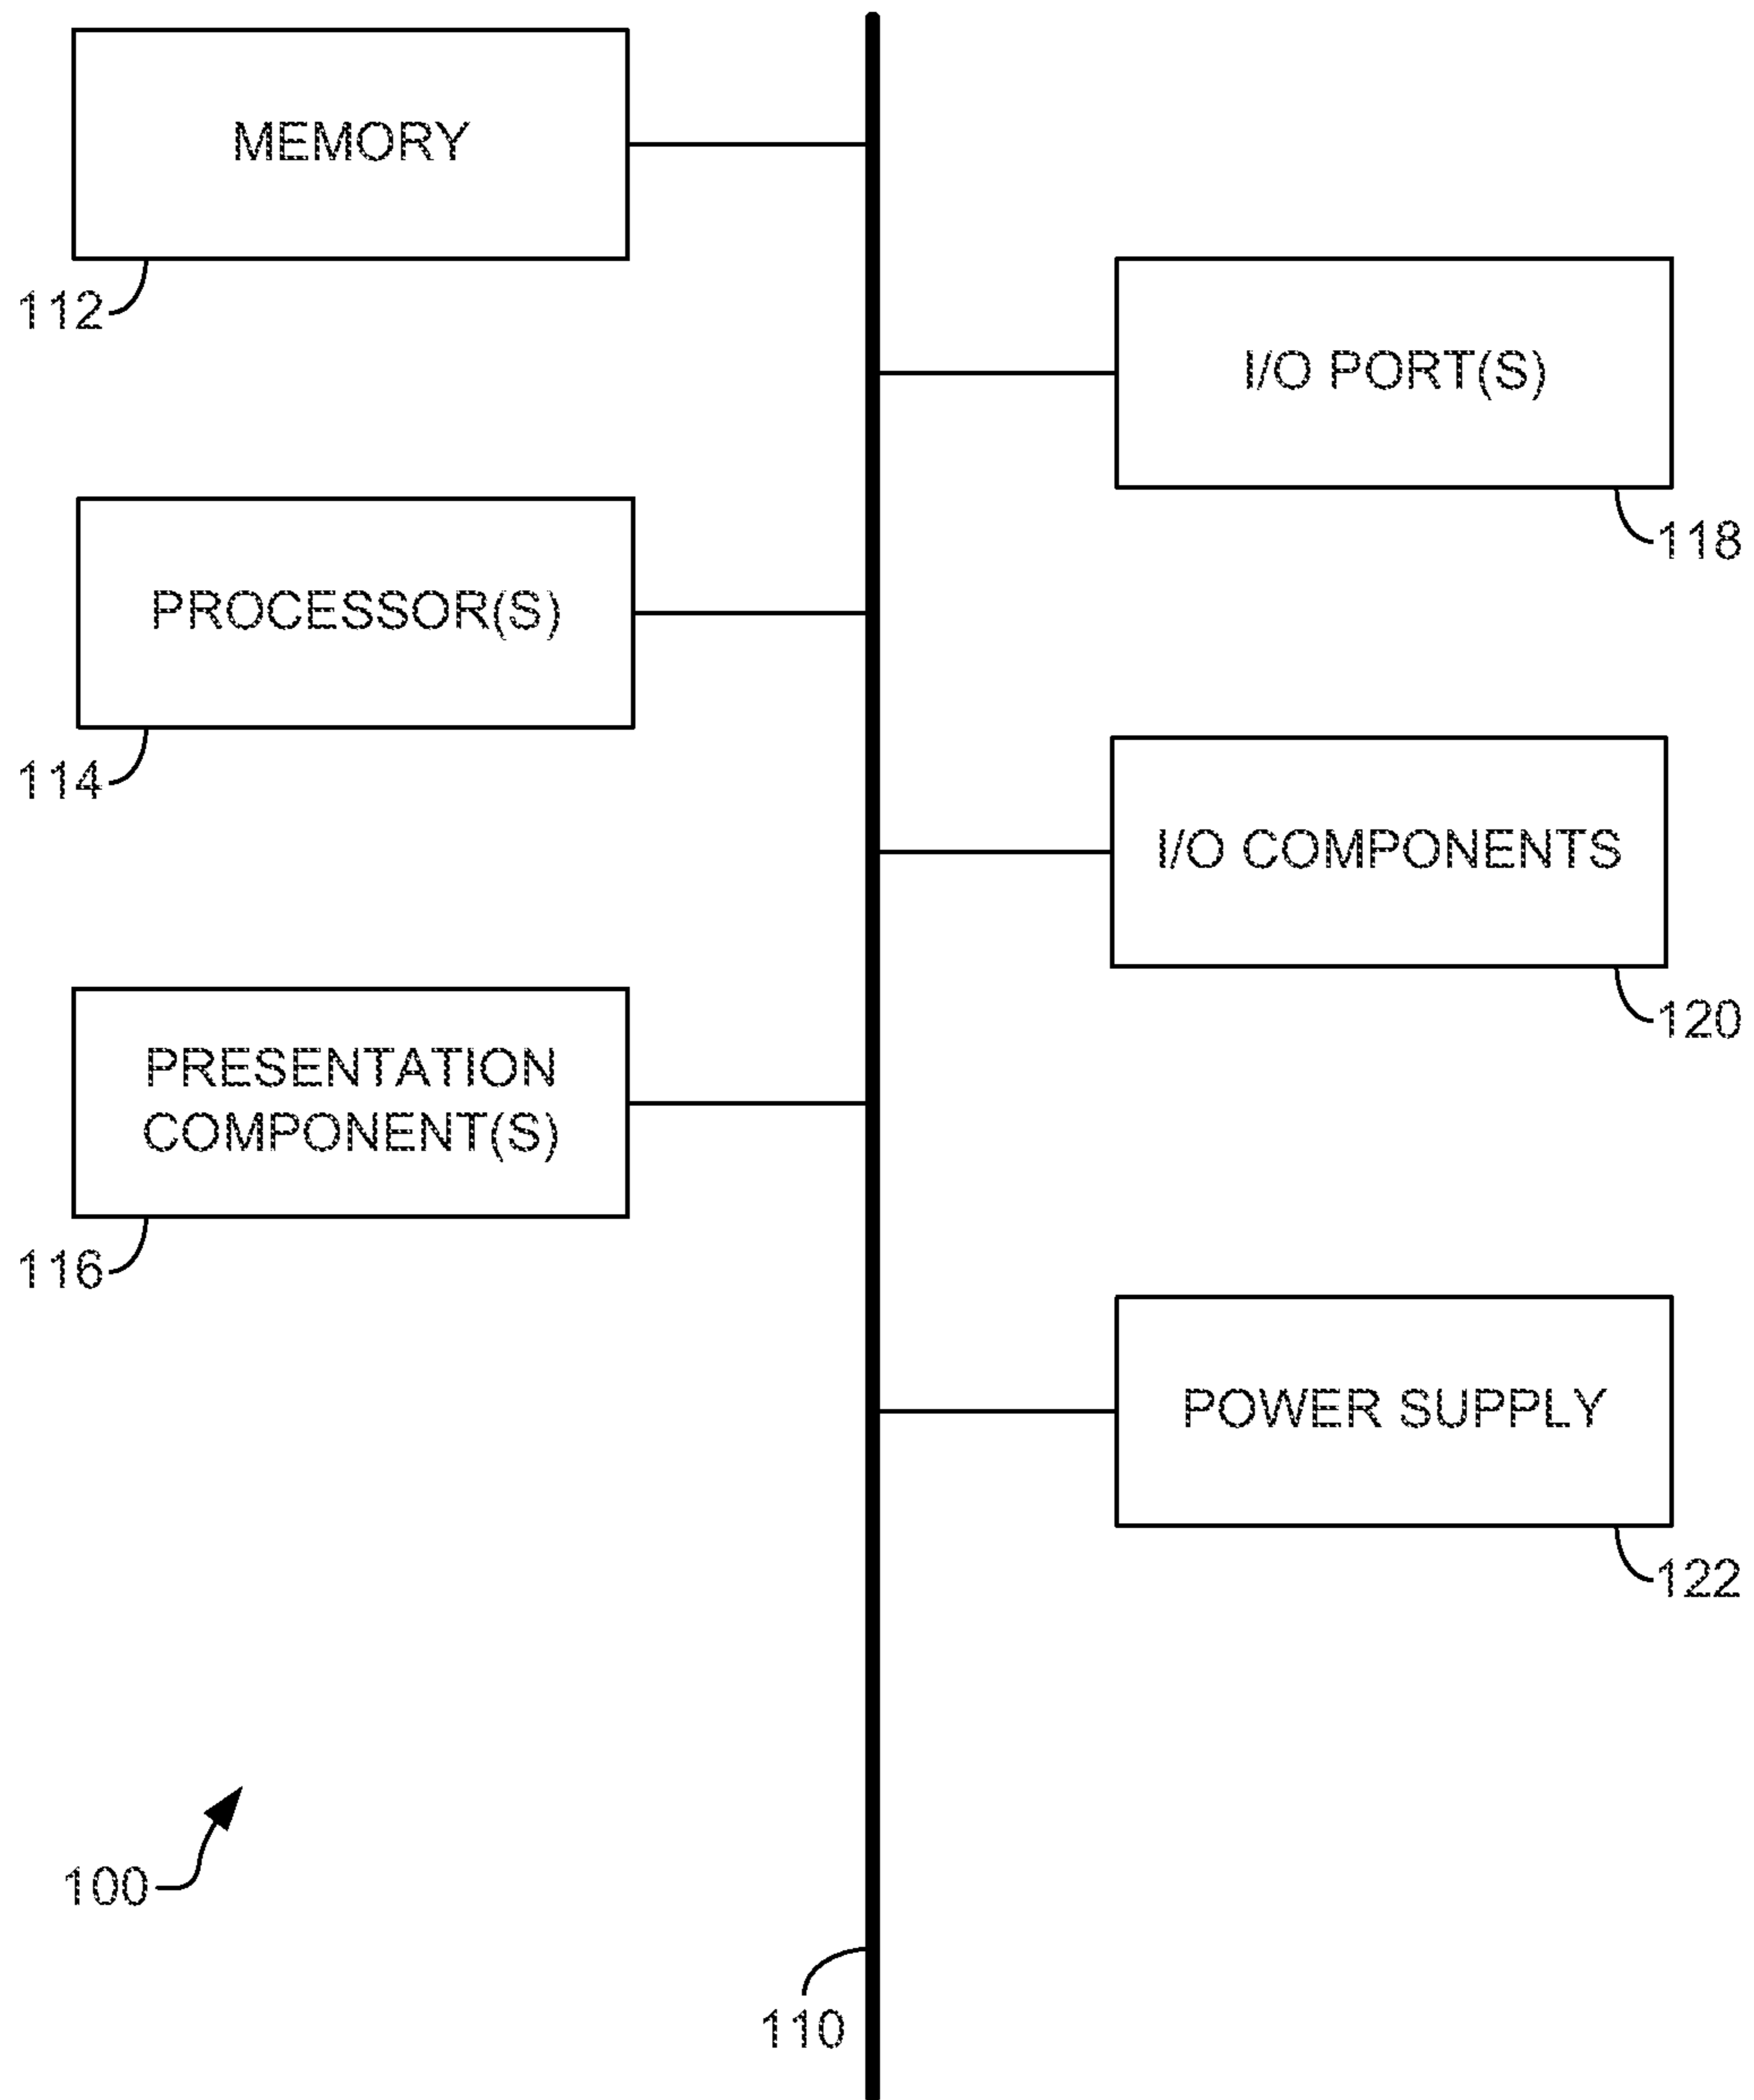 MEMORY
112
I/O PORT(S)
118
PROCESSOR(S)
114
I/O COMPONENTS
120
PRESENTATION
COMPONENT(S)
116
POWER SUPPLY
122
100
110